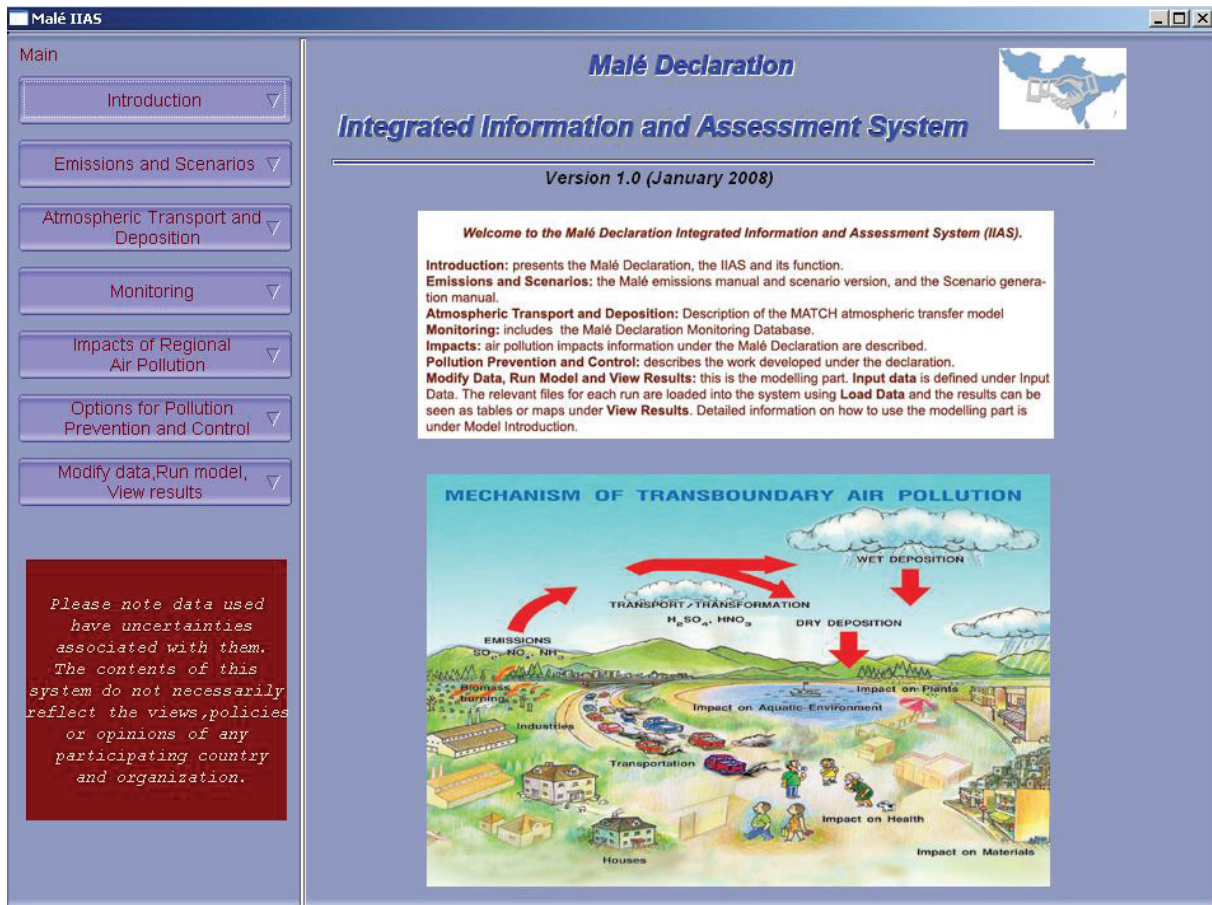 Malé IIAS
Main
Introduction
Emissions and Scenarios
Atmospheric Transport and
Deposition
Monitoring
Impacts of Regional
Air Pollution
Options for Pollution
Prevention and Control
Modify data,Run model,
View results
Please note data used
have uncertainties
associated with them.
The contents of this
system do not necessarily
reflect the views,policies
or opinions of any
participating country
and organization.
Malé Declaration
Integrated Information and Assessment System
Version 1.0 (January 2008)
Welcome to the Malé Declaration Integrated Information and Assessment System (IIAS).
Introduction: presents the Malé Declaration, the IIAS and its function.
Emissions and Scenarios: the Malé emissions manual and scenario version, and the Scenario genera-
tion manual.
Atmospheric Transport and Deposition: Description of the MATCH atmospheric transfer model
Monitoring: includes the Malé Declaration Monitoring Database.
Impacts: air pollution impacts information under the Malé Declaration are described.
Pollution Prevention and Control: describes the work developed under the declaration.
Modify Data, Run Model and View Results: this is the modelling part. Input data is defined under Input
Data. The relevant files for each run are loaded into the system using Load Data and the results can be
seen as tables or maps under View Results. Detailed information on how to use the modelling part is
under Model Introduction.
MECHANISM OF TRANSBOUNDARY AIR POLLUTION
WET DEPOSITION
TRANSPORT/TRANSFORMATION
H₂SO₄, HNO₃
DRY DEPOSITION
EMISSIONS
SO₂, NOₓ, NH₃
Biomass
burning
Impact on Plants
Impact on Aquatic Environment
Industries
Transportation
Impact on Health
Impact on Materials
Houses